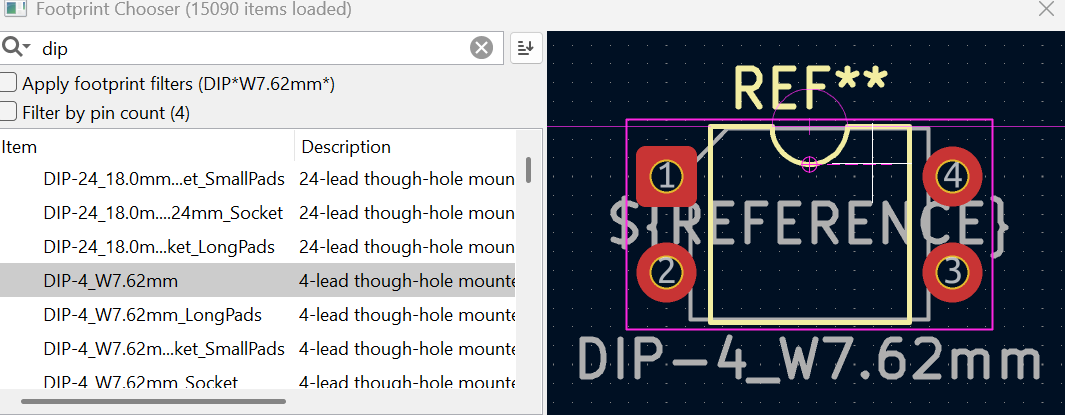 Footprint Chooser (15090 items loaded)
dip
Apply footprint filters (DIP*W7.62mm*)
Filter by pin count (4)
Item Description
DIP-24_18.0mm...et_SmallPads 24-lead though-hole moun
DIP-24_18.0m....24mm_Socket 24-lead though-hole moun
DIP-24_18.0m...ket_LongPads 24-lead though-hole moun
DIP-4_W7.62mm 4-lead though-hole mounte
DIP-4_W7.62mm_LongPads 4-lead though-hole mounte
DIP-4_W7.62m...ket_SmallPads 4-lead though-hole mounte
DIP-4_W7.62mm_Socket 4-lead though-hole mounte
REF**
1 4
${REFERENCE}
2 3
DIP-4_W7.62mm